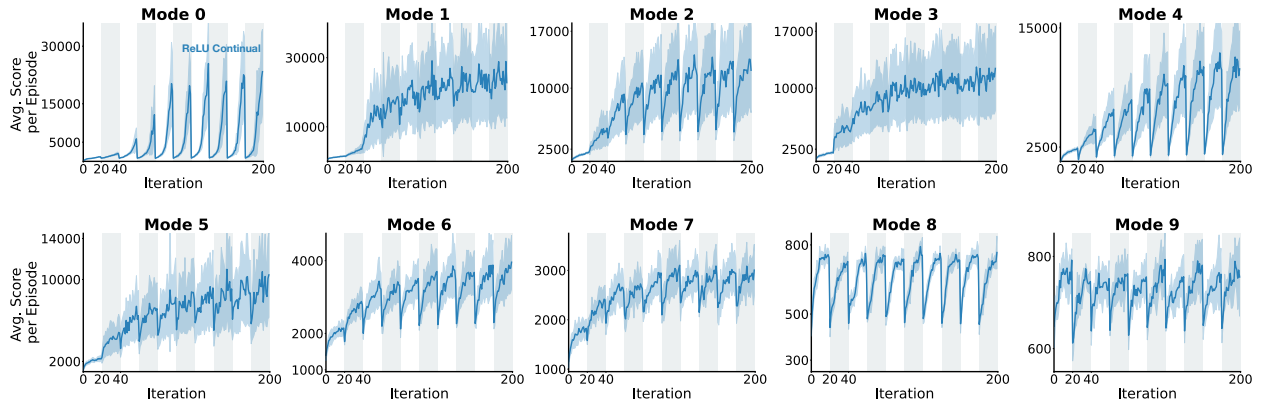 Mode 0
Mode 1
Mode 2
Mode 3
Mode 4
Avg. Score
per Episode
30000
15000
5000
ReLU Continual
0 20 40 200
Iteration
30000
10000
0 20 40 200
Iteration
17000
10000
2500
0 20 40 200
Iteration
17000
10000
2500
0 20 40 200
Iteration
15000
2500
0 20 40 200
Iteration
Mode 5
Mode 6
Mode 7
Mode 8
Mode 9
Avg. Score
per Episode
14000
10000
2000
0 20 40 200
Iteration
4000
2000
1000
0 20 40 200
Iteration
3000
2000
1000
0 20 40 200
Iteration
800
500
300
0 20 40 200
Iteration
800
600
0 20 40 200
Iteration